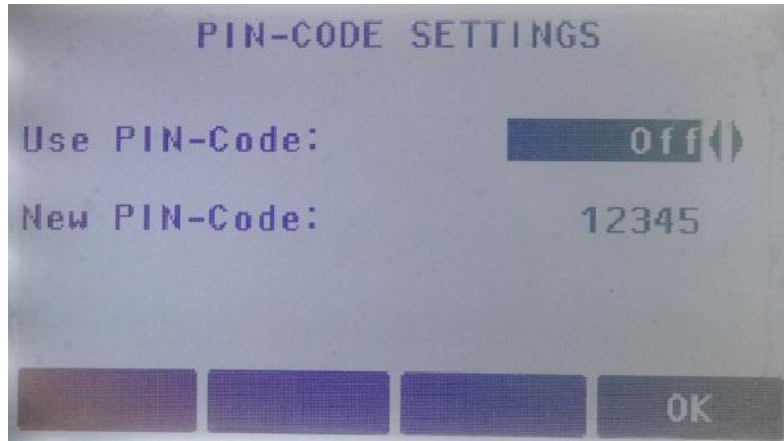 PIN-CODE SETTINGS
Use PIN-Code: Off
New PIN-Code: 12345
OK